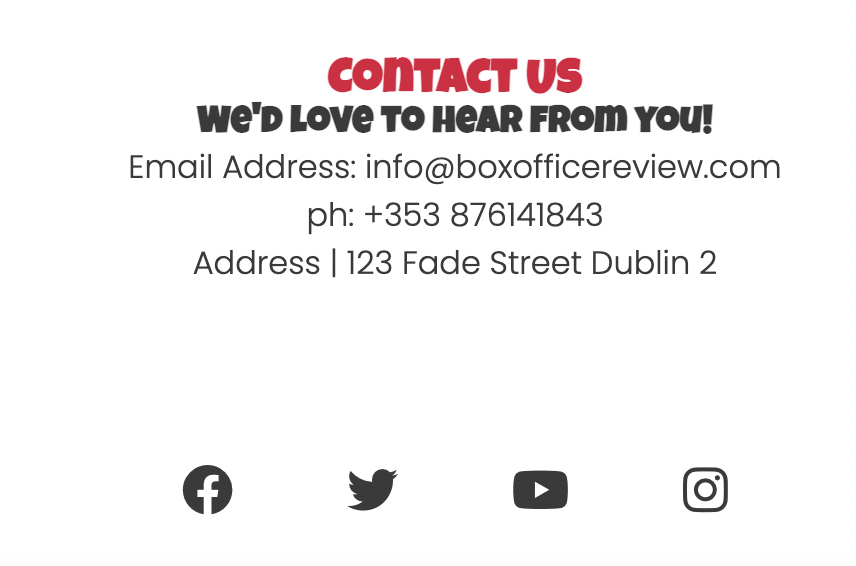 CONTACT US
WE'D LOVE TO HEAR FROM YOU!
Email Address: info@boxofficereview.com
ph: +353 876141843
Address | 123 Fade Street Dublin 2